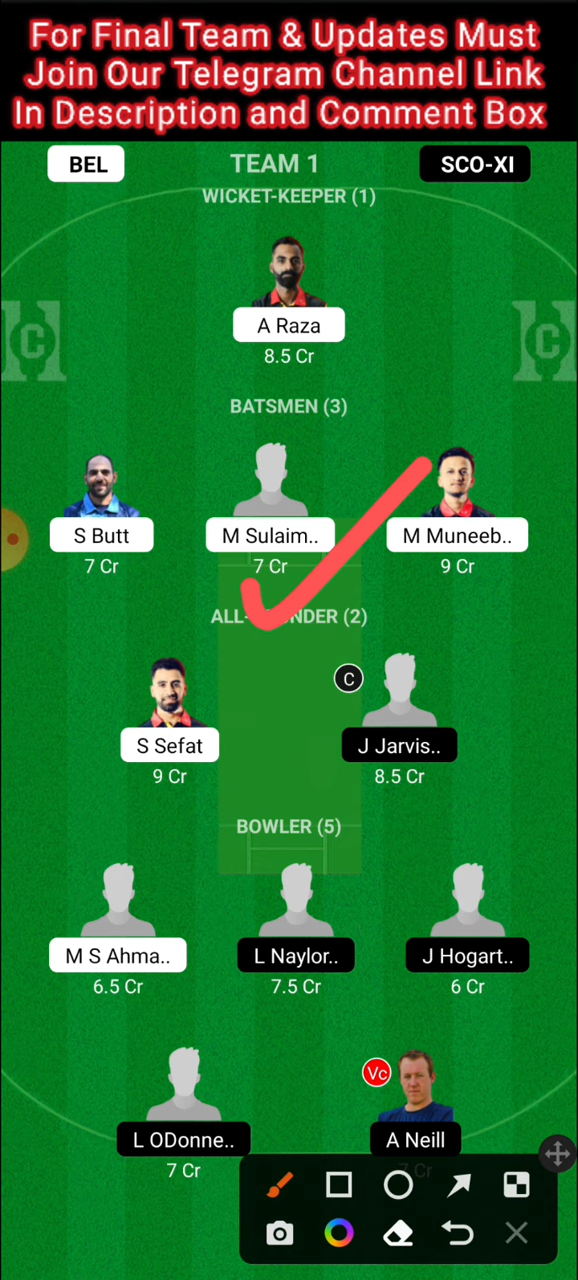 For Final Team & Updates Must
Join Our Telegram Channel Link
In Description and Comment Box
BEL TEAM 1 SCO-XI
WICKET-KEEPER (1)
A Raza
8.5 Cr
BATSMEN (3)
S Butt M Sulaim.. M Muneeb..
7 Cr 7 Cr 9 Cr
(2)
C
S Sefat J Jarvis..
9 Cr 8.5 Cr
BOWLER (5)
M S Ahma.. L Naylor.. J Hogart..
6.5 Cr 7.5 Cr 6 Cr
Vc
L ODonne.. A Neill
7 Cr 7 Cr